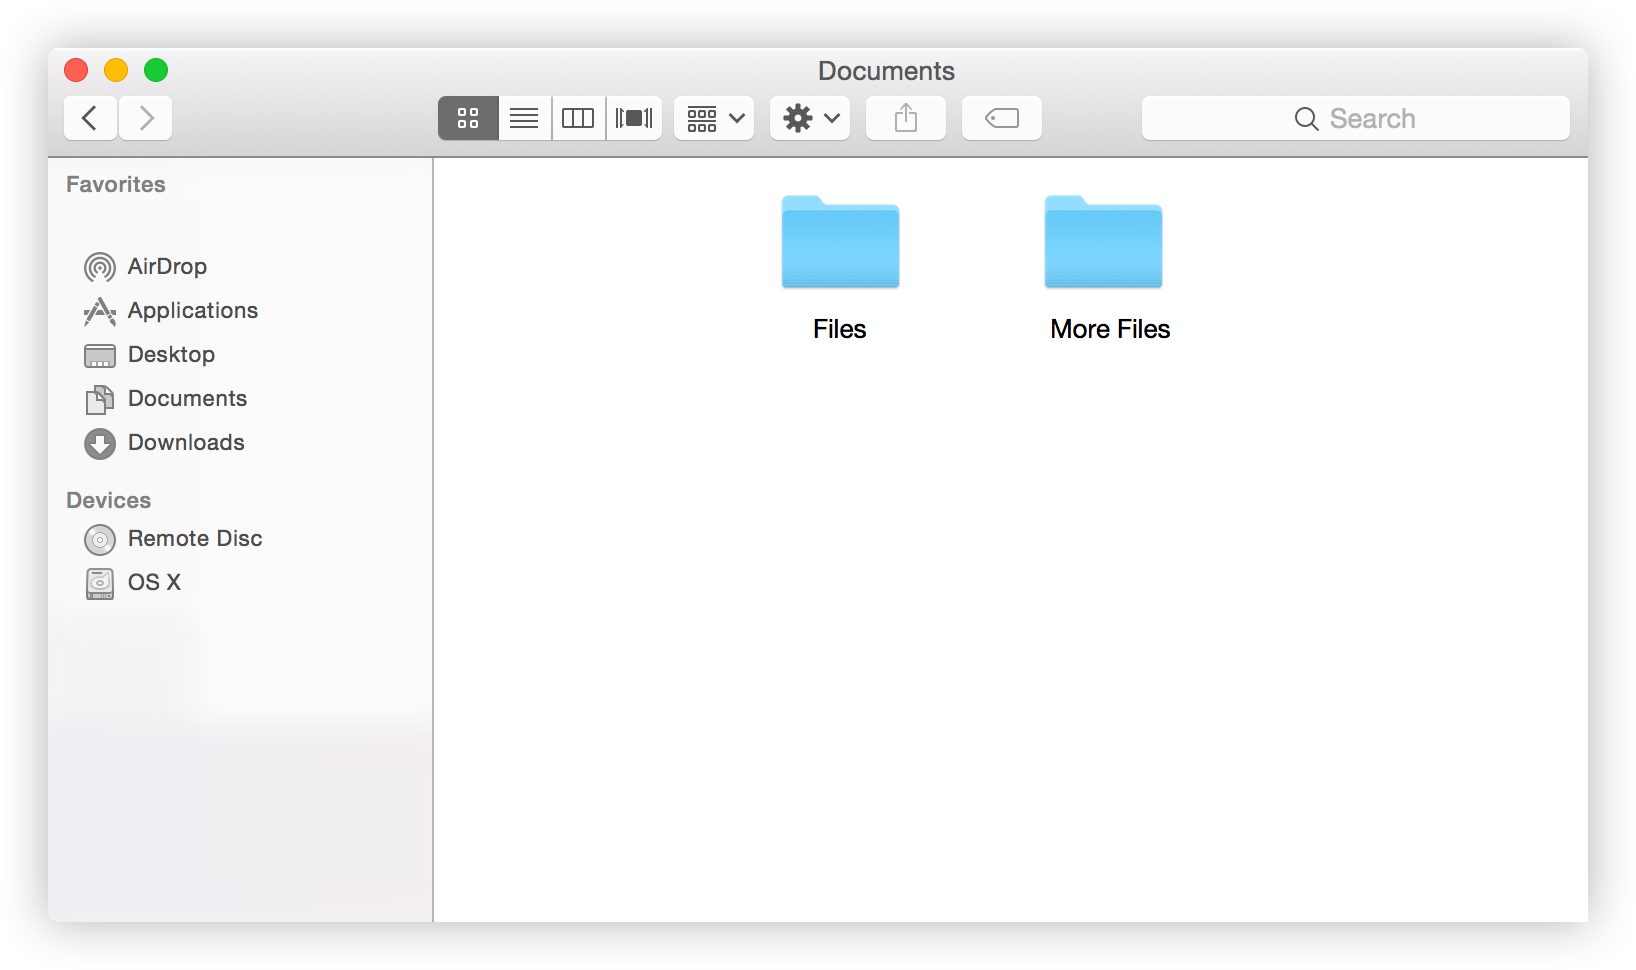 Documents
Search
Favorites
AirDrop
Applications
Desktop
Documents
Downloads
Devices
Remote Disc
OS X
Files
More Files